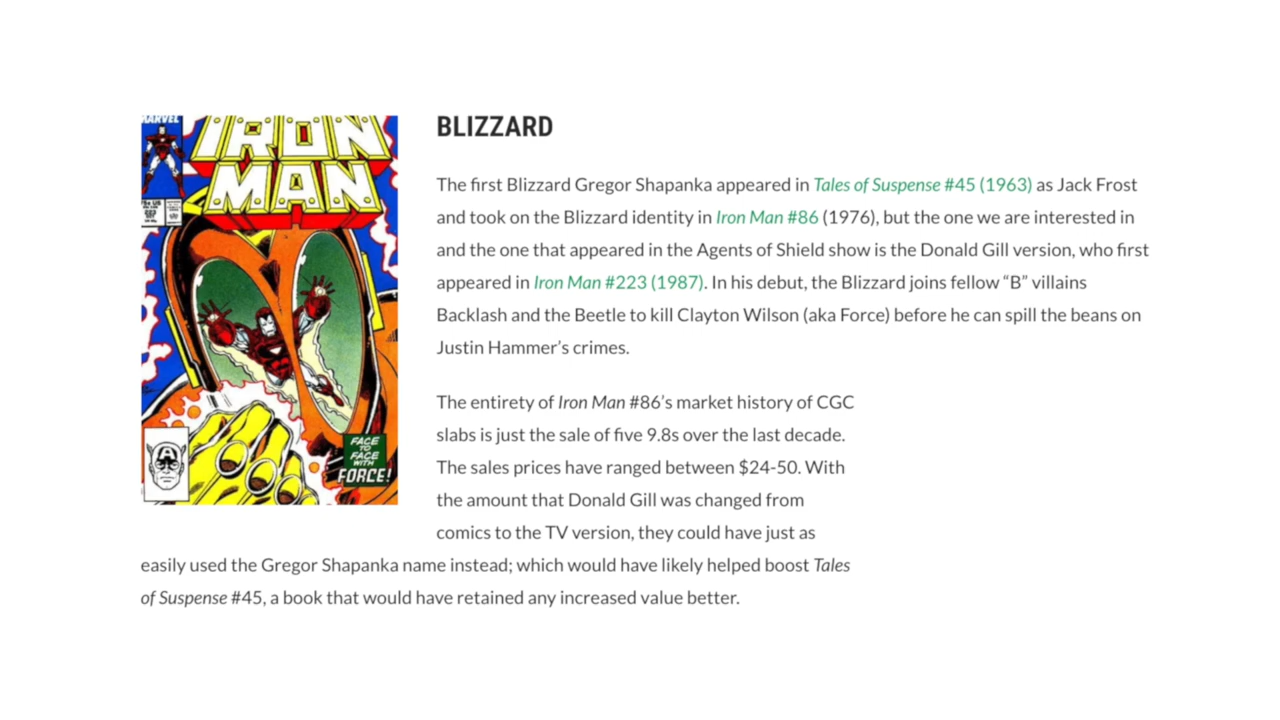 MARVEL
IRON
MAN
75¢ US
223
FACE
TO
FACE
WITH
FORCE!
BLIZZARD
The first Blizzard Gregor Shapanka appeared in Tales of Suspense #45 (1963) as Jack Frost
and took on the Blizzard identity in Iron Man #86 (1976), but the one we are interested in
and the one that appeared in the Agents of Shield show is the Donald Gill version, who first
appeared in Iron Man #223 (1987). In his debut, the Blizzard joins fellow “B” villains
Backlash and the Beetle to kill Clayton Wilson (aka Force) before he can spill the beans on
Justin Hammer’s crimes.
The entirety of Iron Man #86’s market history of CGC
slabs is just the sale of five 9.8s over the last decade.
The sales prices have ranged between $24-50. With
the amount that Donald Gill was changed from
comics to the TV version, they could have just as
easily used the Gregor Shapanka name instead; which would have likely helped boost Tales
of Suspense #45, a book that would have retained any increased value better.